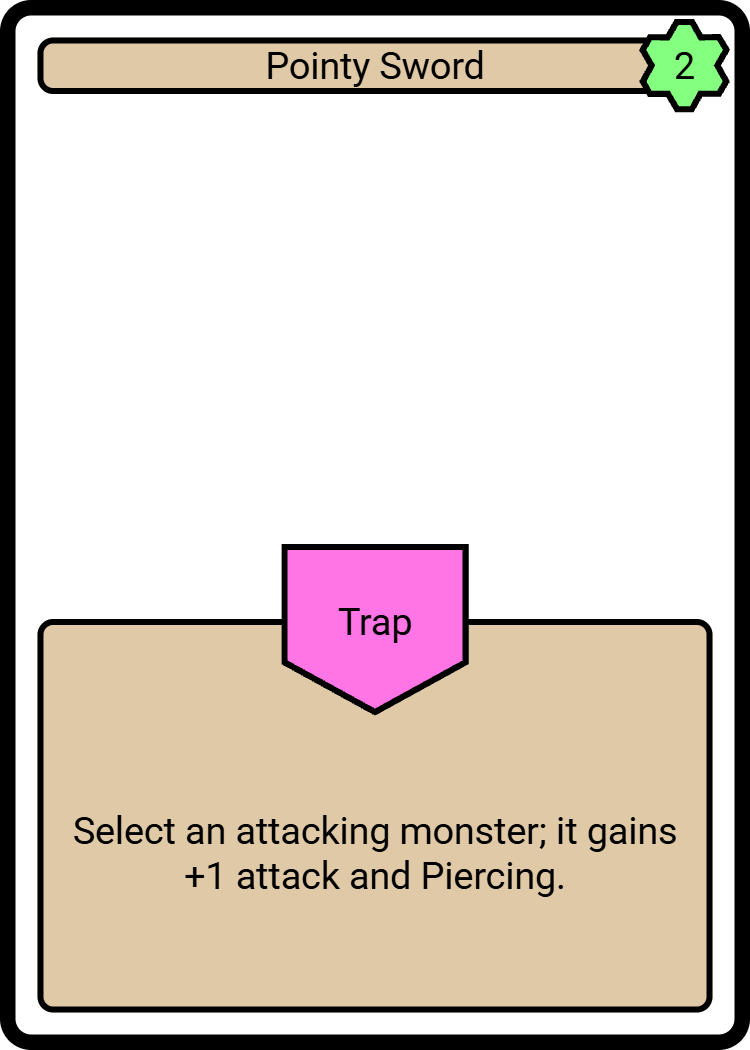 Pointy Sword
2
Trap
Select an attacking monster; it gains
+1 attack and Piercing.